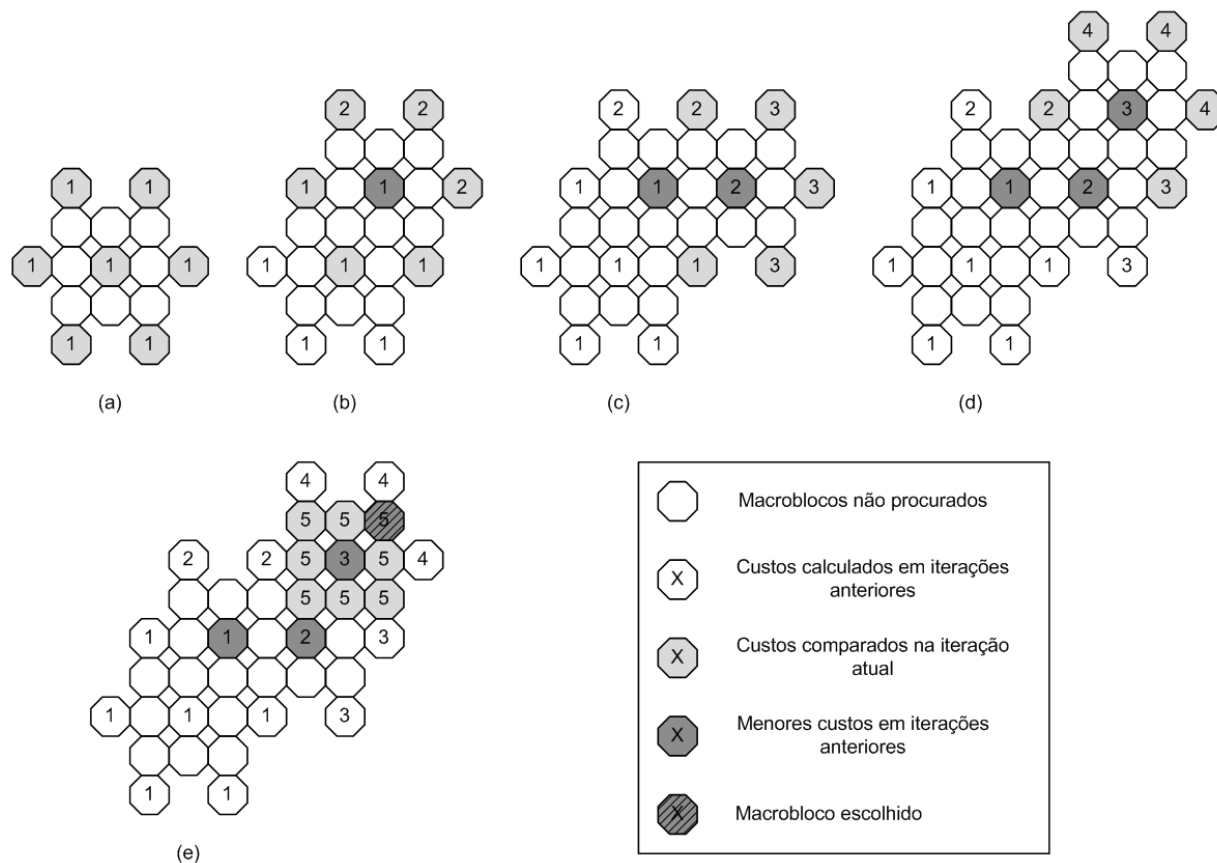 1 1
1 1 1
1 1
(a)
2 2
1 1 2
1 1 1
1 1
(b)
2 2 3
1 1 2 3
1 1 1 3
1 1
(c)
4 4
2 2 3 4
1 1 2 3
1 1 1 3
1 1
(d)
4 4
5 5 5
2 2 5 3 5 4
5 5 5
1 1 2 3
1 1 1 3
1 1
(e)
Macroblocos não procurados
X Custos calculados em iterações
anteriores
X Custos comparados na iteração
atual
X Menores custos em iterações
anteriores
X Macrobloco escolhido